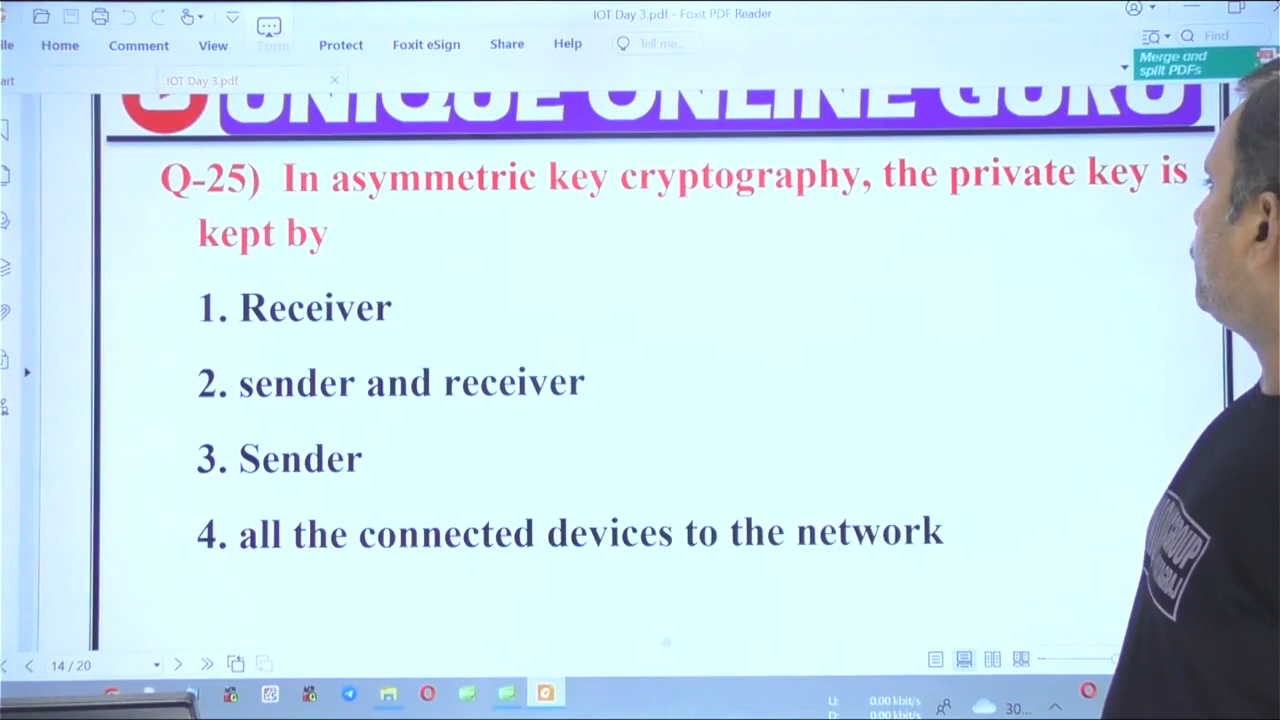 IOT Day 3.pdf - Foxit PDF Reader
Home
Comment
View
Form
Protect
Foxit eSign
Share
Help
Tell me...
Find
Merge and
split PDFs
IOT Day 3.pdf
UNIQUE ONLINE GURU
Q-25) In asymmetric key cryptography, the private key is
kept by
1. Receiver
2. sender and receiver
3. Sender
4. all the connected devices to the network
14 / 20
U: 0.00 kbit/s
D: 0.00 kbit/s
30...